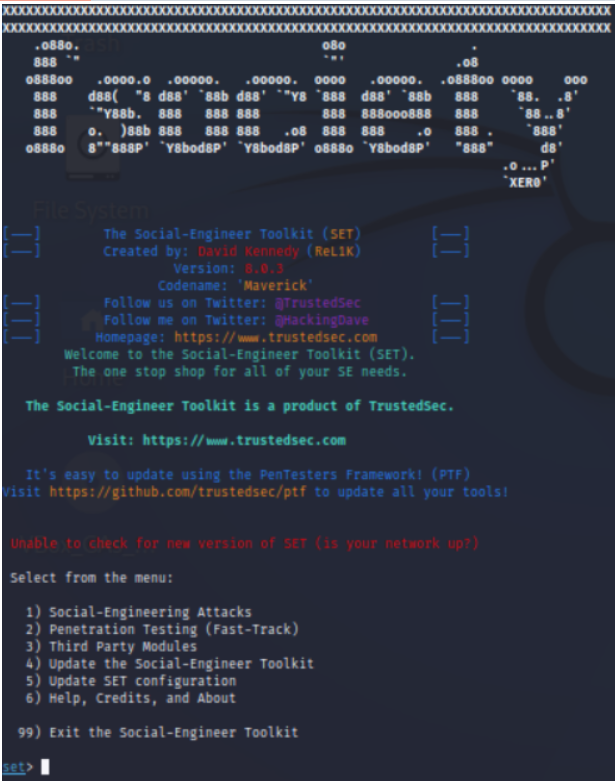 XXXXXXXXXXXXXXXXXXXXXXXXXXXXXXXXXXXXXXXXXXXXXXXXXXXXXXXXXXXXXXXXXXXXXXXXXXXXXX
XXXXXXXXXXXXXXXXXXXXXXXXXXXXXXXXXXXXXXXXXXXXXXXXXXXXXXXXXXXXXXXXXXXXXXXXXXXXXX
.o88o. o8o .
888 `" `"' .o8
o888oo .oooo.o .ooooo. .ooooo. oooo .ooooo. .o888oo oooo ooo
888 d88( "8 d88' `88b d88' `"Y8 `888 d88' `88b 888 `88. .8'
888 `"Y88b. 888 888 888 888 888ooo888 888 `88..8'
888 o. )88b 888 888 888 .o8 888 888 .o 888 . `888'
o888o 8""888P' `Y8bod8P' `Y8bod8P' o888o `Y8bod8P' "888" d8'
.o...P'
`XER0'
File System
[---] The Social-Engineer Toolkit (SET) [---]
[---] Created by: David Kennedy (ReL1K) [---]
Version: 8.0.3
Codename: 'Maverick'
[---] Follow us on Twitter: @TrustedSec [---]
[---] Follow me on Twitter: @HackingDave [---]
[---] Homepage: https://www.trustedsec.com [---]
Welcome to the Social-Engineer Toolkit (SET).
The one stop shop for all of your SE needs.
Home
The Social-Engineer Toolkit is a product of TrustedSec.
Visit: https://www.trustedsec.com
It's easy to update using the PenTesters Framework! (PTF)
Visit https://github.com/trustedsec/ptf to update all your tools!
Unable to check for new version of SET (is your network up?)
Select from the menu:
1) Social-Engineering Attacks
2) Penetration Testing (Fast-Track)
3) Third Party Modules
4) Update the Social-Engineer Toolkit
5) Update SET configuration
6) Help, Credits, and About
99) Exit the Social-Engineer Toolkit
set>